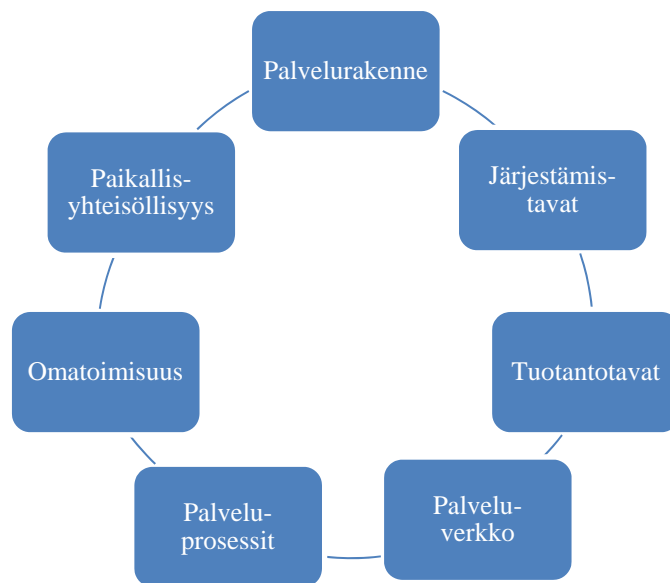 Palvelurakenne
Järjestämis-
tavat
Tuotantotavat
Palvelu-
verkko
Palvelu-
prosessit
Omatoimisuus
Paikallis-
yhteisöllisyys